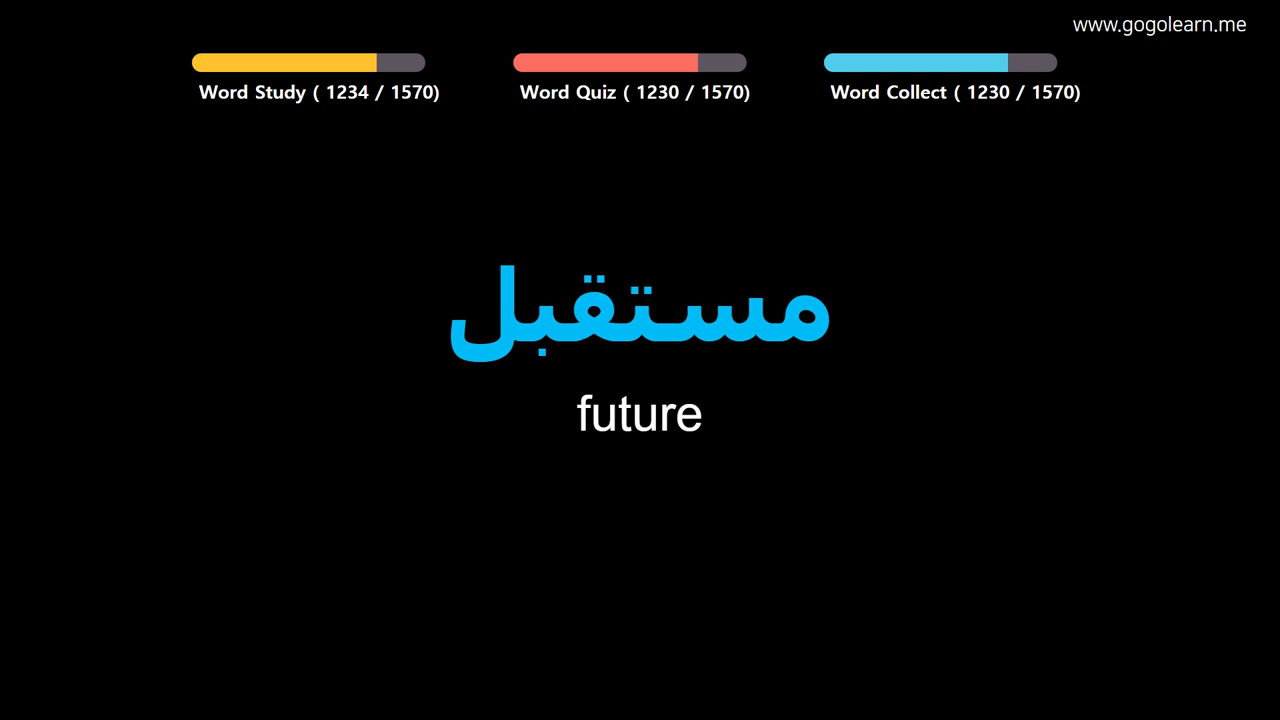 www.gogolearn.me
Word Study ( 1234 / 1570)
Word Quiz ( 1230 / 1570)
Word Collect ( 1230 / 1570)
مستقبل
future